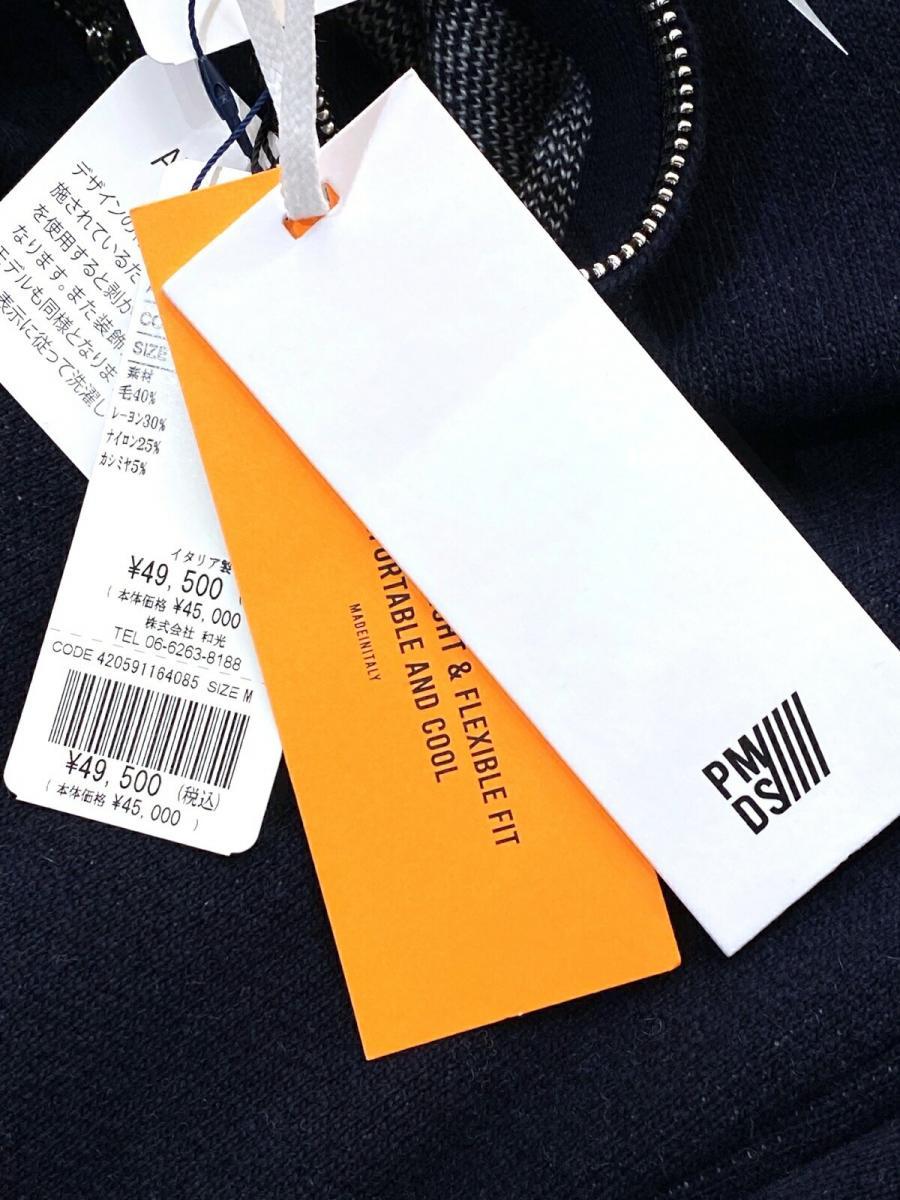 A
デザインの
施されているた
を使用すると剥が
なります。また装飾
モデルも同様となりま
表示に従って洗濯し
CO
SIZE
素材
毛40%
レーヨン30%
ナイロン25%
カシミヤ5%
イタリア製
¥49,500
( 本体価格 ¥45,000
株式会社 和光
TEL 06-6263-8188
CODE 420591164085 SIZE M
¥49,500 (税込)
( 本体価格 ¥45,000 )
& FLEXIBLE FIT
ORTABLE AND COOL
MADEINITALY
PM
DS